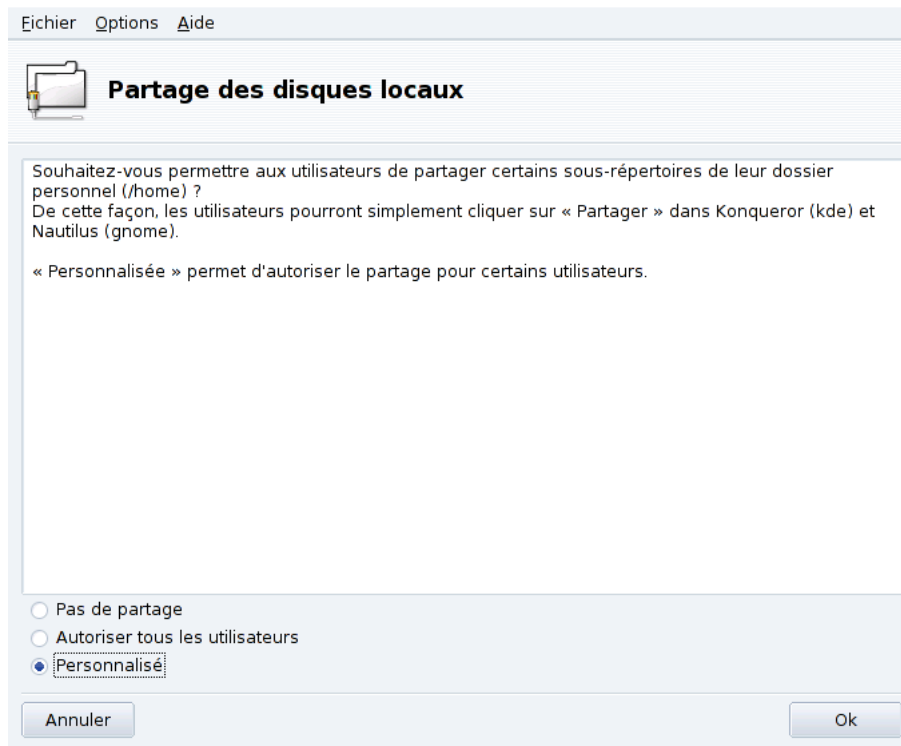 Fichier Options Aide
Partage des disques locaux
Souhaitez-vous permettre aux utilisateurs de partager certains sous-répertoires de leur dossier
personnel (/home) ?
De cette façon, les utilisateurs pourront simplement cliquer sur « Partager » dans Konqueror (kde) et
Nautilus (gnome).
« Personnalisée » permet d'autoriser le partage pour certains utilisateurs.
Pas de partage
Autoriser tous les utilisateurs
Personnalisé
Annuler Ok